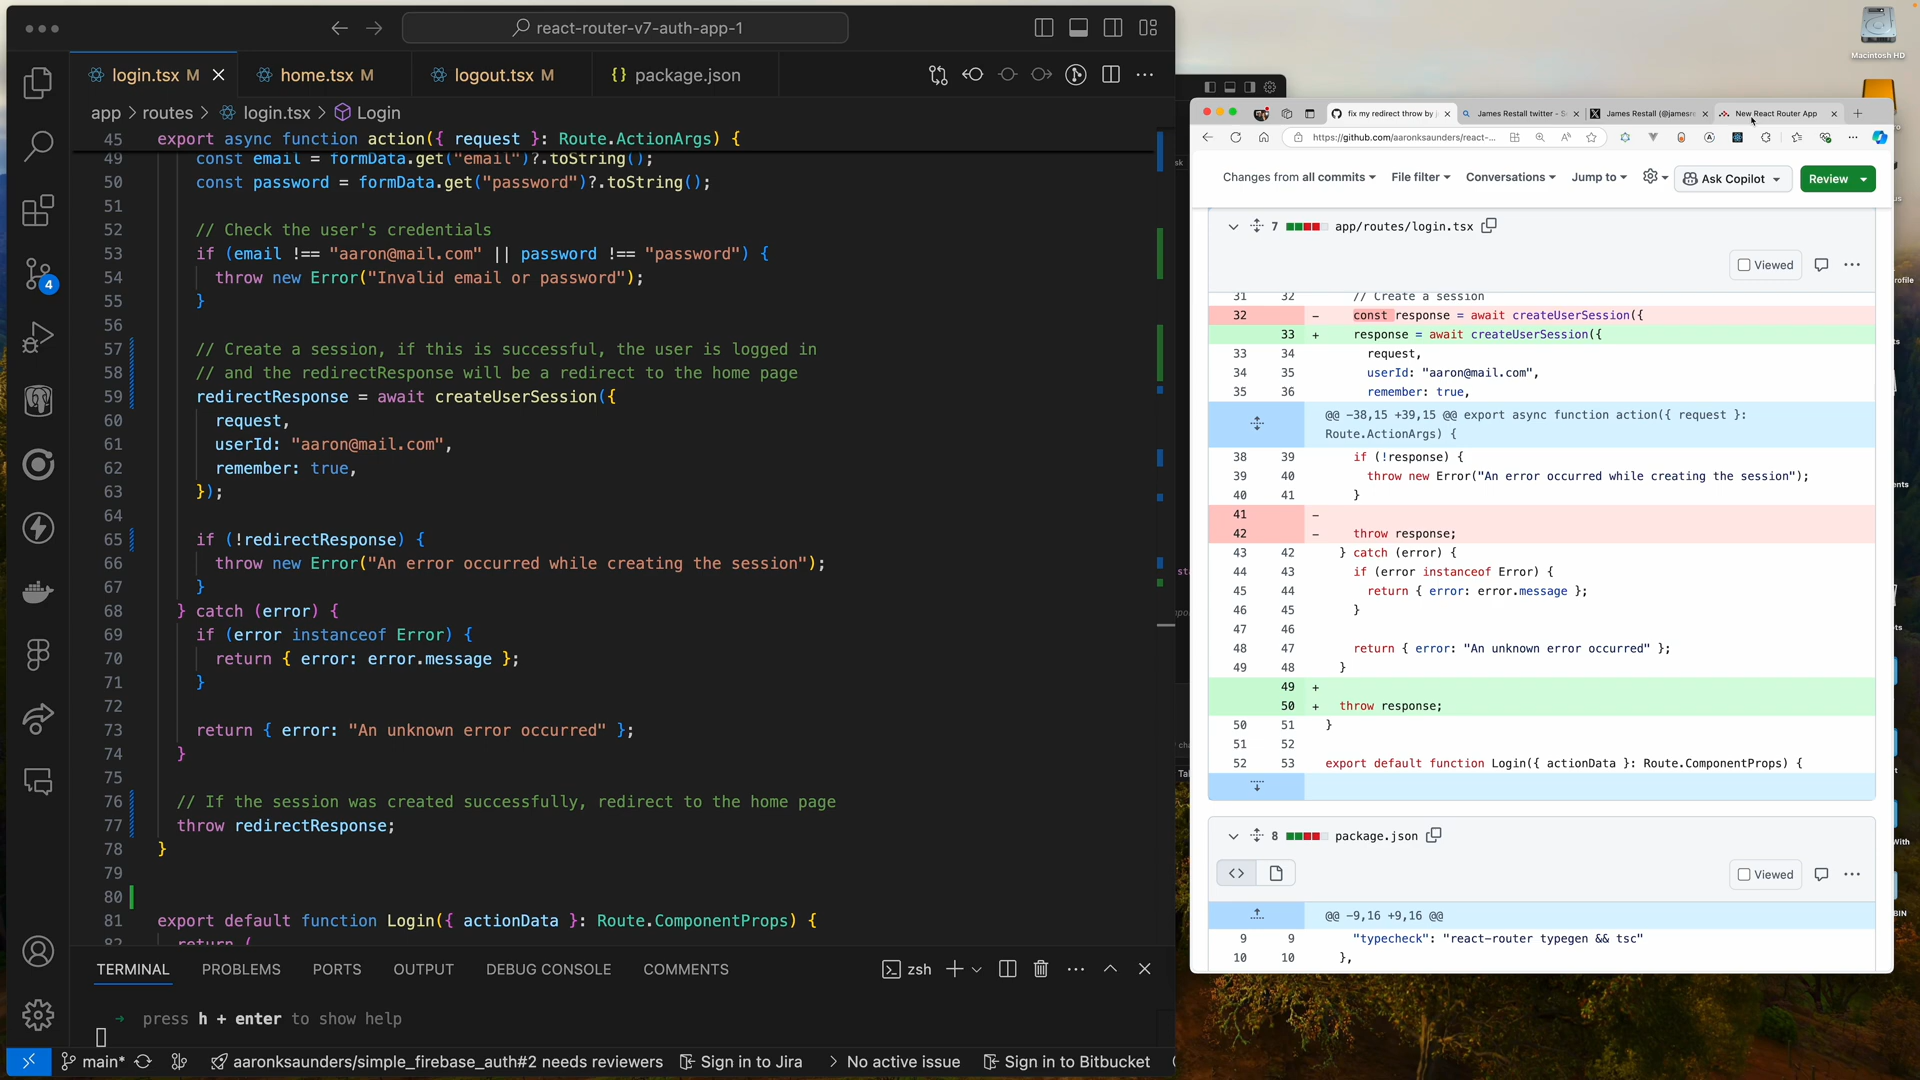 react-router-v7-auth-app-1
login.tsx M
home.tsx M
logout.tsx M
{} package.json
app > routes > login.tsx > Login
45 export async function action({ request }: Route.ActionArgs) {
49 const email = formData.get("email")?.toString();
50 const password = formData.get("password")?.toString();
51
52 // Check the user's credentials
53 if (email !== "aaron@mail.com" || password !== "password") {
54 throw new Error("Invalid email or password");
55 }
56
57 // Create a session, if this is successful, the user is logged in
58 // and the redirectResponse will be a redirect to the home page
59 redirectResponse = await createUserSession({
60 request,
61 userId: "aaron@mail.com",
62 remember: true,
63 });
64
65 if (!redirectResponse) {
66 throw new Error("An error occurred while creating the session");
67 }
68 } catch (error) {
69 if (error instanceof Error) {
70 return { error: error.message };
71 }
72
73 return { error: "An unknown error occurred" };
74 }
75
76 // If the session was created successfully, redirect to the home page
77 throw redirectResponse;
78 }
79
80
81 export default function Login({ actionData }: Route.ComponentProps) {
82 return (
4
TERMINAL PROBLEMS PORTS OUTPUT DEBUG CONSOLE COMMENTS
zsh
→ press h + enter to show help
main* aaronksaunders/simple_firebase_auth#2 needs reviewers Sign in to Jira > No active issue Sign in to Bitbucket
Macintosh HD
fix my redirect throw by j
James Restall twitter - S
James Restall (@jamesre
New React Router App
https://github.com/aaronksaunders/react-...
Changes from all commits File filter Conversations Jump to Ask Copilot Review
7 app/routes/login.tsx
Viewed
31 32 // Create a session
32 - const response = await createUserSession({
33 + response = await createUserSession({
33 34 request,
34 35 userId: "aaron@mail.com",
35 36 remember: true,
@@ -38,15 +39,15 @@ export async function action({ request }:
Route.ActionArgs) {
38 39 if (!response) {
39 40 throw new Error("An error occurred while creating the session");
40 41 }
41 -
42 - throw response;
43 42 } catch (error) {
44 43 if (error instanceof Error) {
45 44 return { error: error.message };
46 45 }
47 46
48 47 return { error: "An unknown error occurred" };
49 48 }
49 +
50 + throw response;
50 51 }
51 52
52 53 export default function Login({ actionData }: Route.ComponentProps) {
8 package.json
Viewed
@@ -9,16 +9,16 @@
9 9 "typecheck": "react-router typegen && tsc"
10 10 },